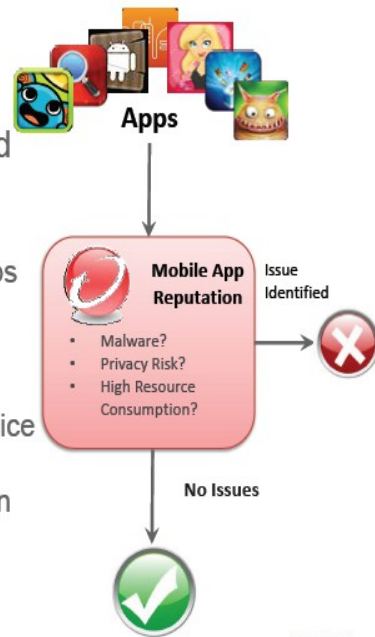 Apps
Mobile App
Reputation
• Malware?
• Privacy Risk?
• High Resource
Consumption?
Issue
Identified
No Issues